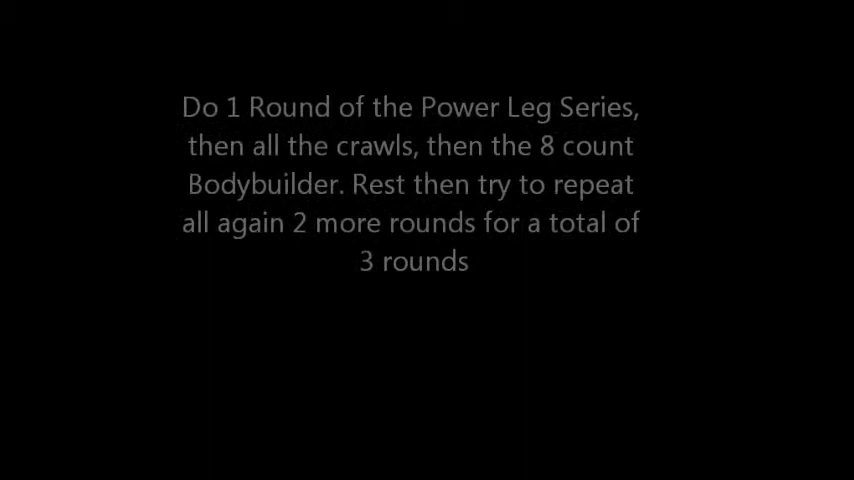 Do 1 Round of the Power Leg Series,
then all the crawls, then the 8 count
Bodybuilder. Rest then try to repeat
all again 2 more rounds for a total of
3 rounds